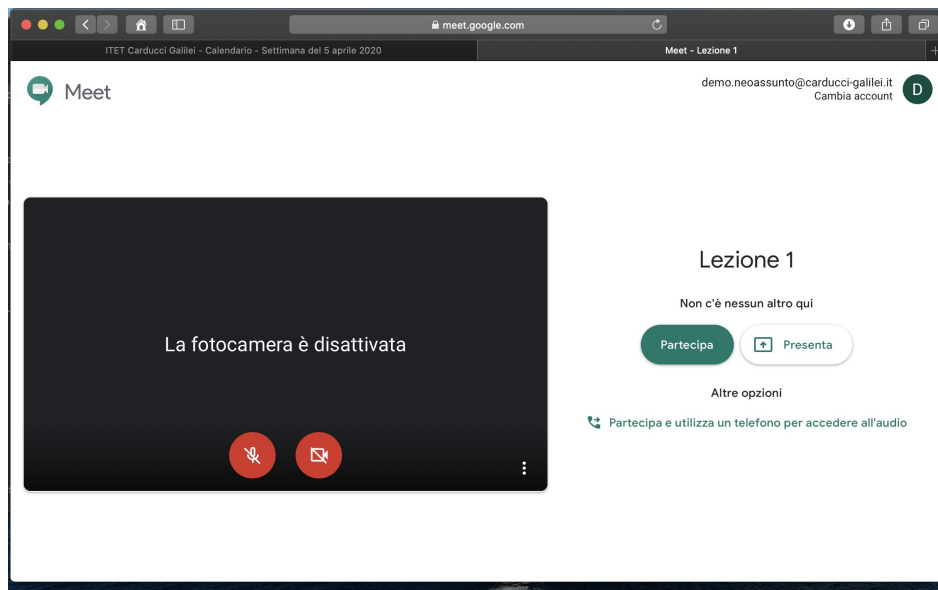 meet.google.com
ITET Carducci Galilei - Calendario - Settimana del 5 aprile 2020
Meet - Lezione 1
Meet
demo.neoassunto@carducci-galilei.it
Cambia account
D
La fotocamera è disattivata
Lezione 1
Non c'è nessun altro qui
Partecipa
Presenta
Altre opzioni
Partecipa e utilizza un telefono per accedere all'audio